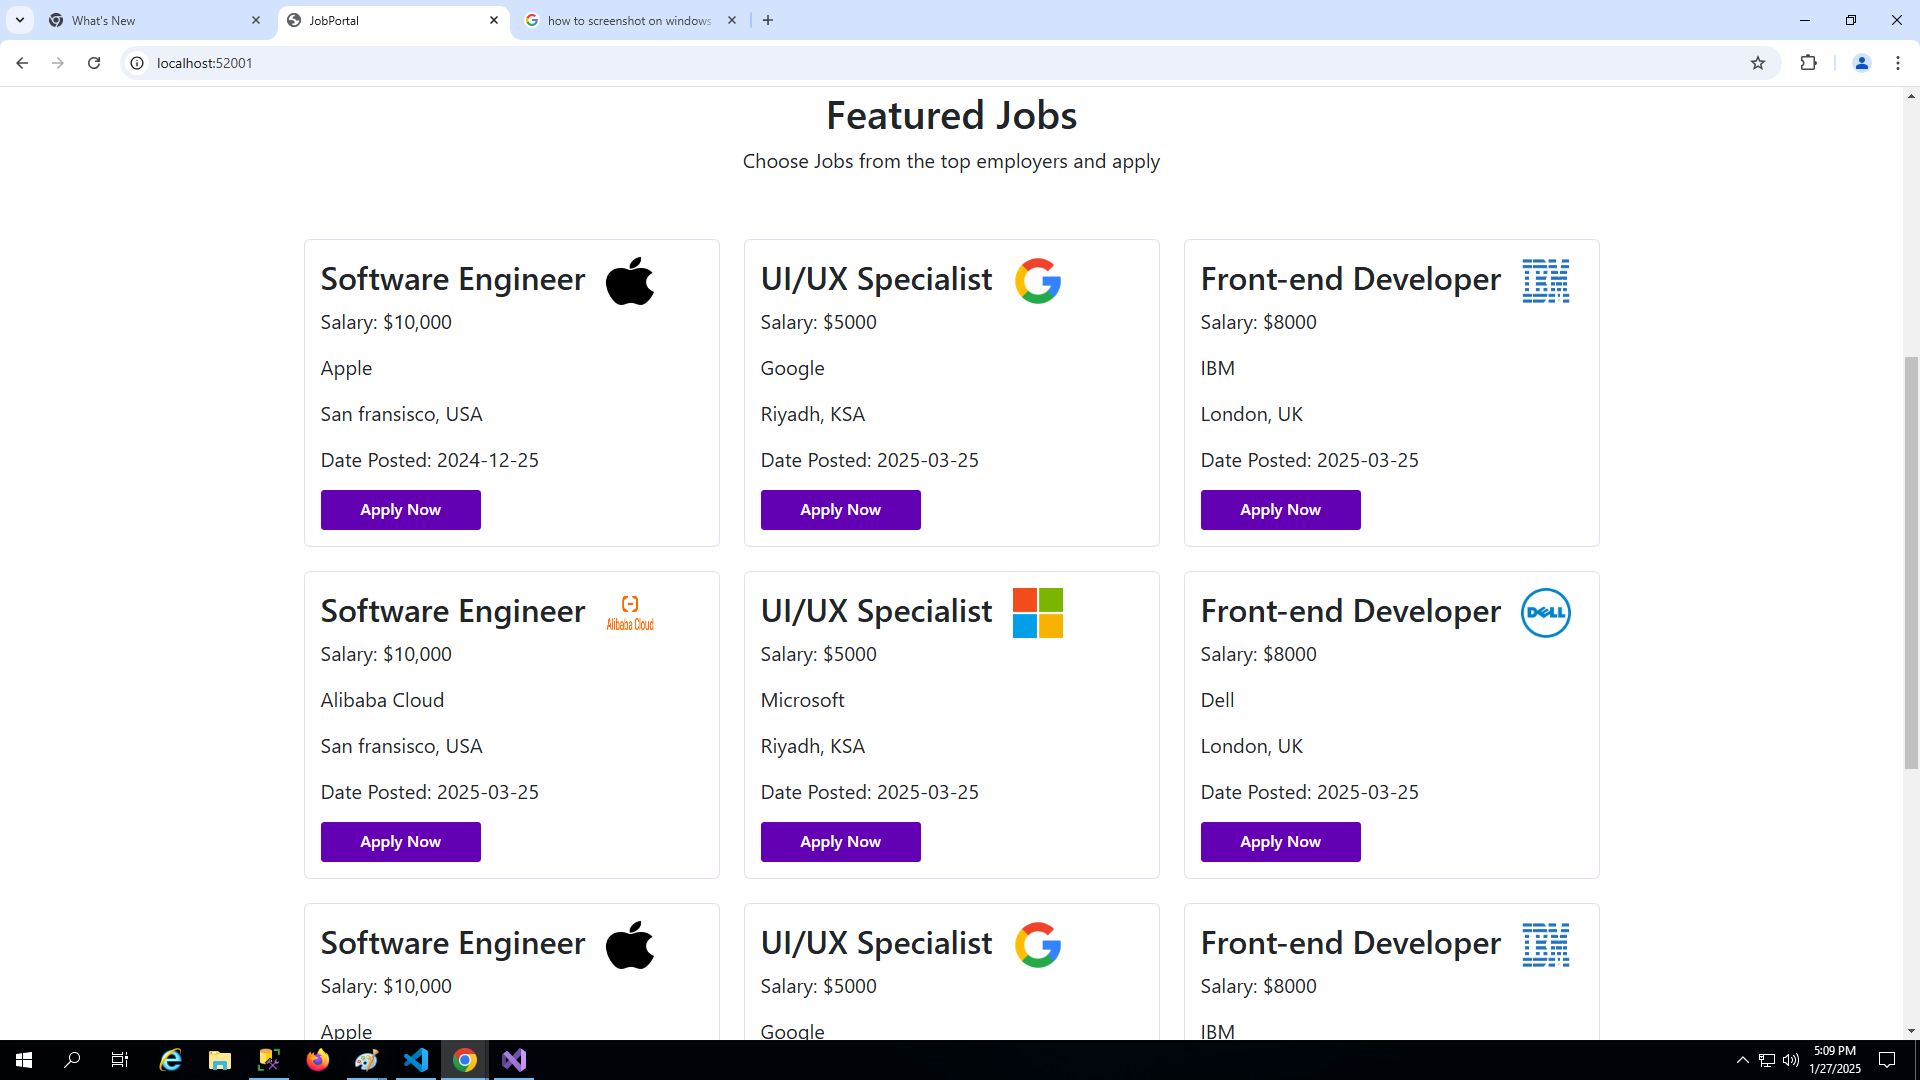 What's New
JobPortal
how to screenshot on windows
localhost:52001
Featured Jobs
Choose Jobs from the top employers and apply
Software Engineer
Salary: $10,000
Apple
San fransisco, USA
Date Posted: 2024-12-25
Apply Now
UI/UX Specialist
Salary: $5000
Google
Riyadh, KSA
Date Posted: 2025-03-25
Apply Now
Front-end Developer
IBM
Salary: $8000
IBM
London, UK
Date Posted: 2025-03-25
Apply Now
Software Engineer
Alibaba Cloud
Salary: $10,000
Alibaba Cloud
San fransisco, USA
Date Posted: 2025-03-25
Apply Now
UI/UX Specialist
Salary: $5000
Microsoft
Riyadh, KSA
Date Posted: 2025-03-25
Apply Now
Front-end Developer
DELL
Salary: $8000
Dell
London, UK
Date Posted: 2025-03-25
Apply Now
Software Engineer
Salary: $10,000
Apple
UI/UX Specialist
Salary: $5000
Google
Front-end Developer
IBM
Salary: $8000
IBM
5:09 PM
1/27/2025